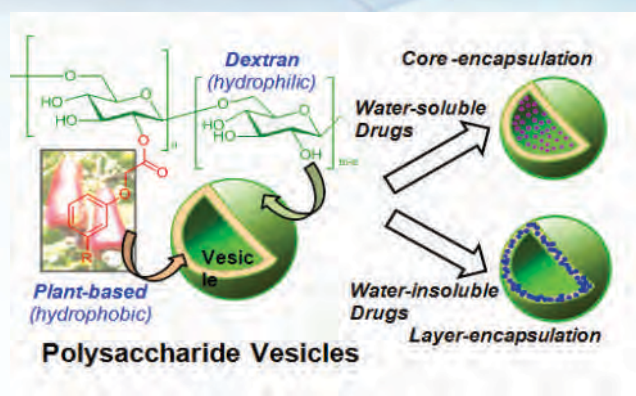 Dextran
(hydrophilic)
Core -encapsulation
Water-soluble
Drugs
O
O
HO
HO
O
O
HO
HO
OH
O
O
O
R
Vesic
le
Plant-based
(hydrophobic)
Water-insoluble
Drugs
Layer-encapsulation
Polysaccharide Vesicles